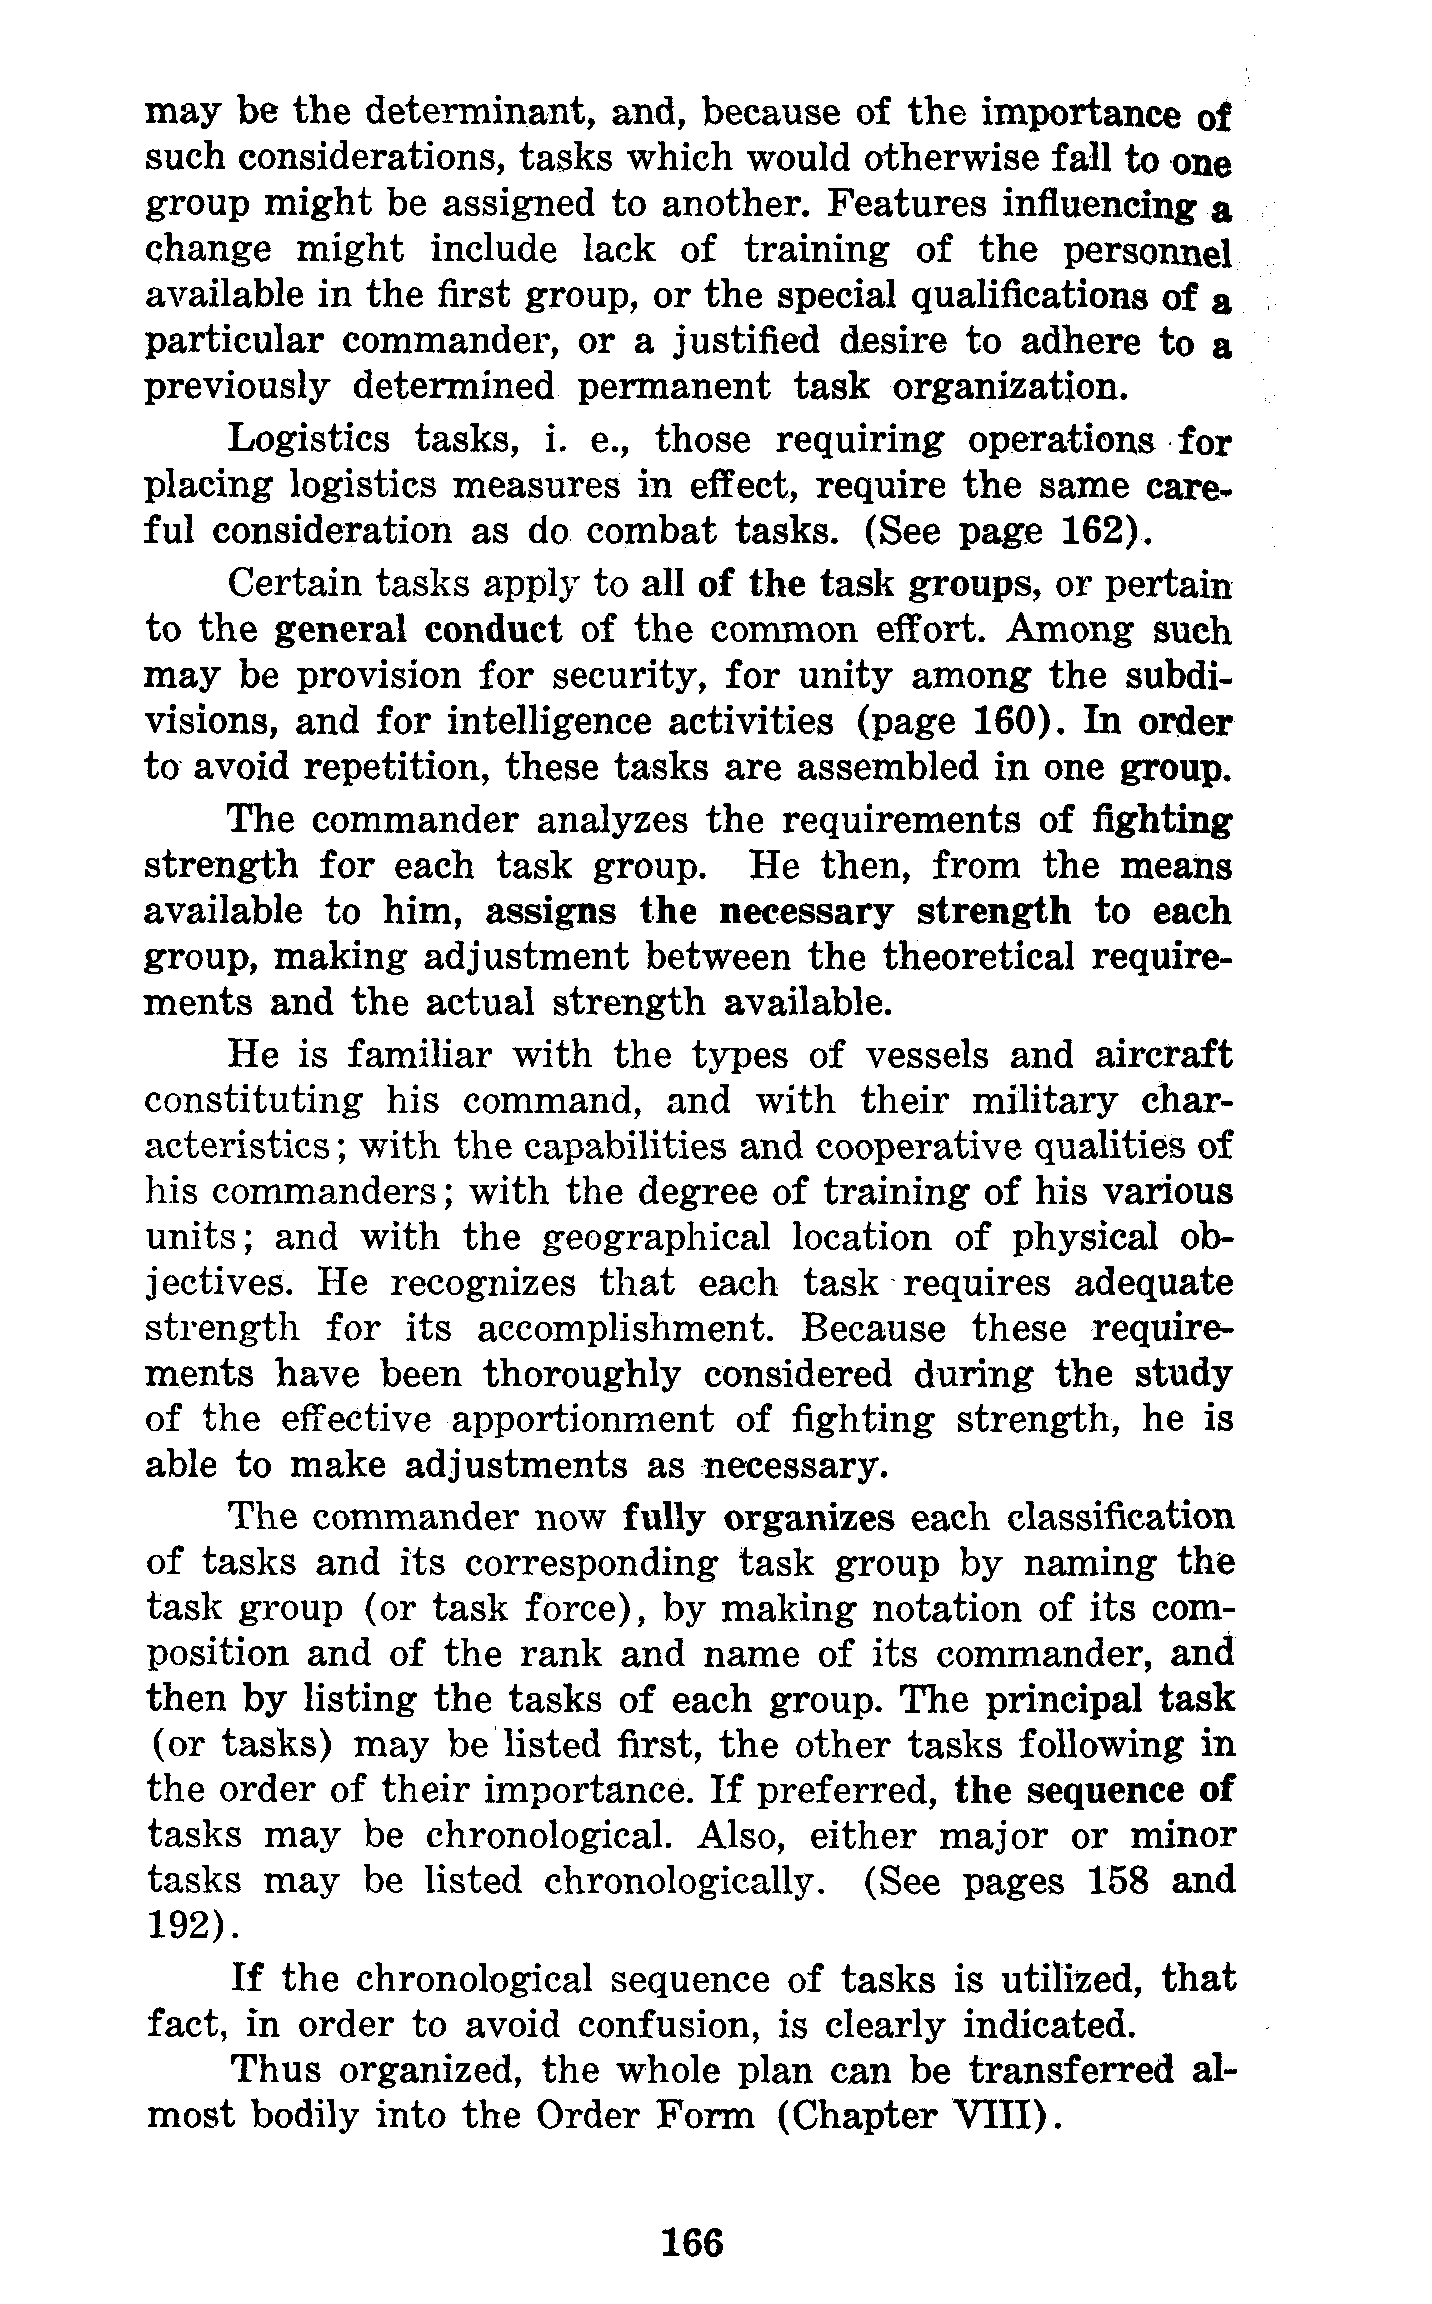 may be the determinant, and, because of the importance of
such considerations, tasks which would otherwise fall to one
group might be assigned to another. Features influencing a
change might include lack of training of the personnel
available in the first group, or the special qualifications of a
particular commander, or a justified desire to adhere to a
previously determined permanent task organization.
Logistics tasks, i. e., those requiring operations for
placing logistics measures in effect, require the same care-
ful consideration as do combat tasks. (See page 162).
Certain tasks apply to all of the task groups, or pertain
to the general conduct of the common effort. Among such
may be provision for security, for unity among the subdi-
visions, and for intelligence activities (page 160). In order
to avoid repetition, these tasks are assembled in one group.
The commander analyzes the requirements of fighting
strength for each task group. He then, from the means
available to him, assigns the necessary strength to each
group, making adjustment between the theoretical require-
ments and the actual strength available.
He is familiar with the types of vessels and aircraft
constituting his command, and with their military char-
acteristics; with the capabilities and cooperative qualities of
his commanders; with the degree of training of his various
units; and with the geographical location of physical ob-
jectives. He recognizes that each task requires adequate
strength for its accomplishment. Because these require-
ments have been thoroughly considered during the study
of the effective apportionment of fighting strength, he is
able to make adjustments as necessary.
The commander now fully organizes each classification
of tasks and its corresponding task group by naming the
task group (or task force), by making notation of its com-
position and of the rank and name of its commander, and
then by listing the tasks of each group. The principal task
(or tasks) may be listed first, the other tasks following in
the order of their importance. If preferred, the sequence of
tasks may be chronological. Also, either major or minor
tasks may be listed chronologically. (See pages 158 and
192).
If the chronological sequence of tasks is utilized, that
fact, in order to avoid confusion, is clearly indicated.
Thus organized, the whole plan can be transferred al-
most bodily into the Order Form (Chapter VIII).
166